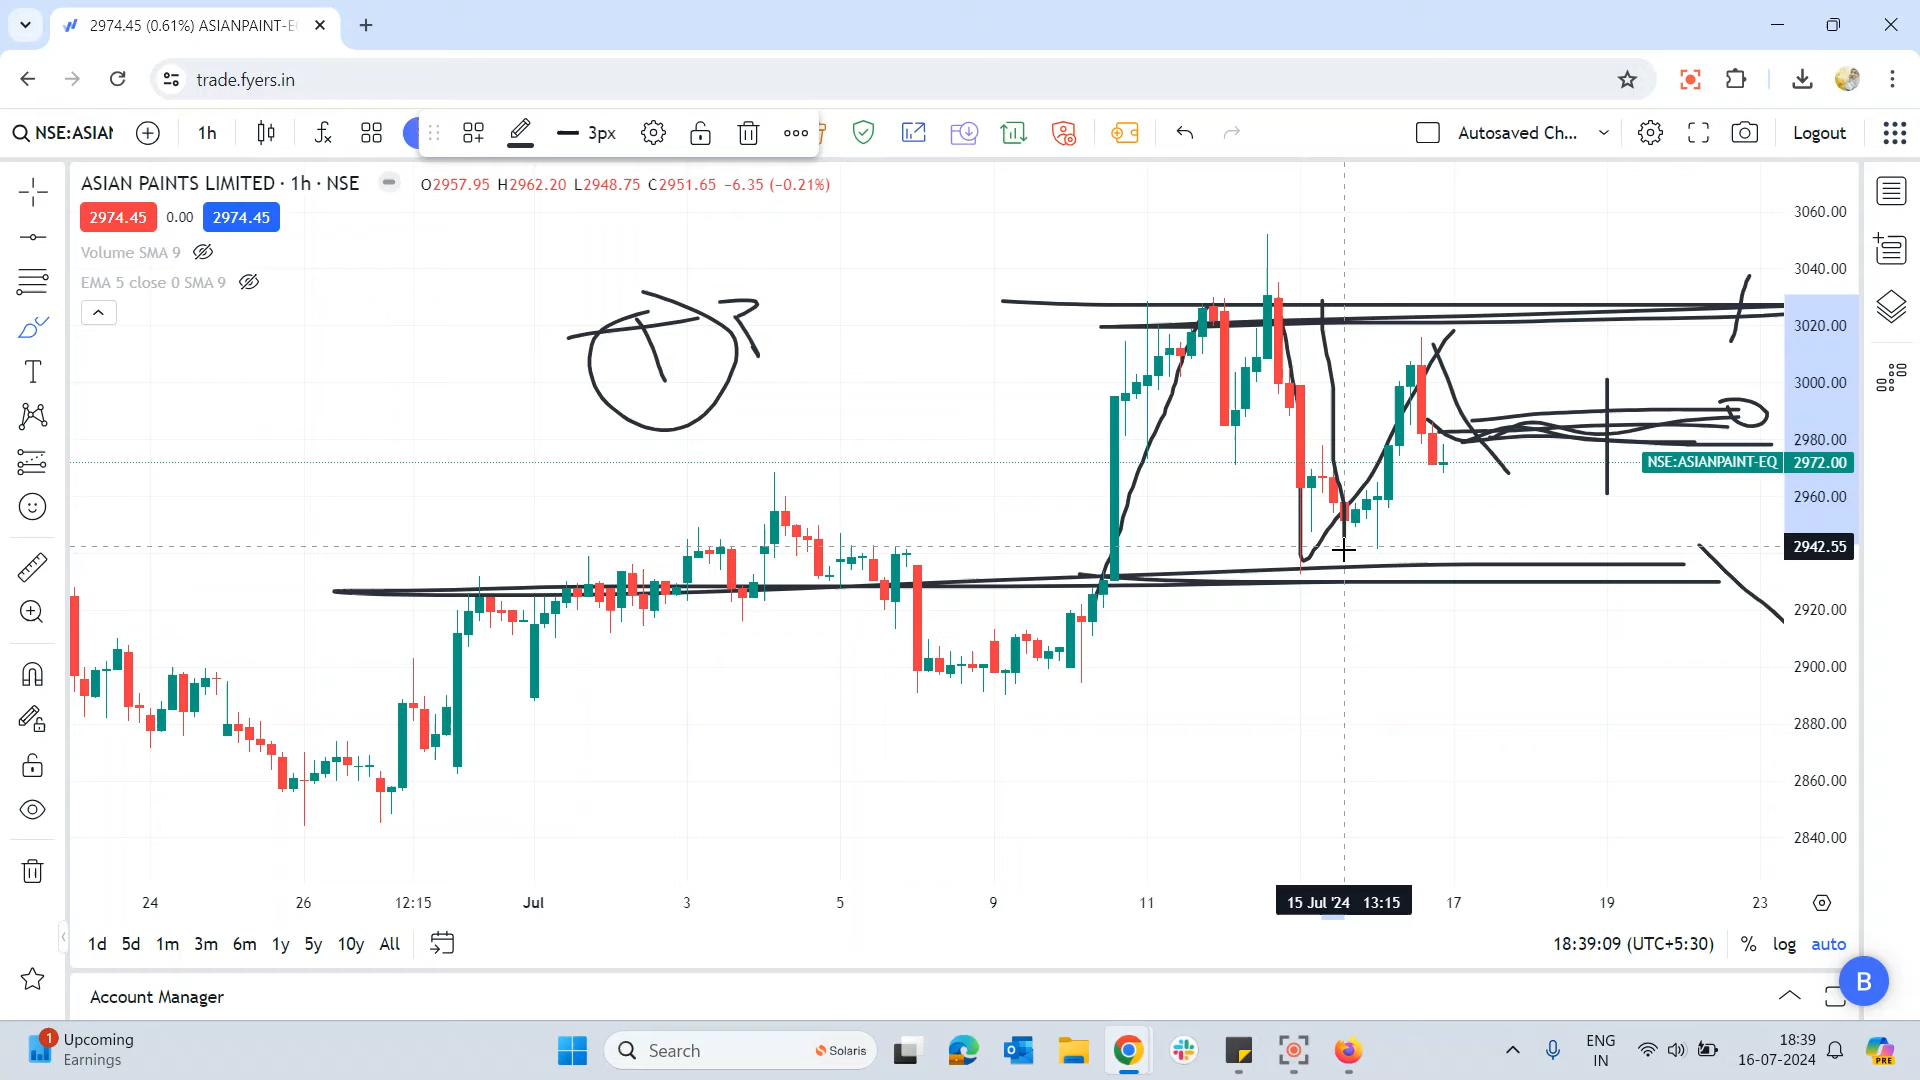 2974.45 (0.61%) ASIANPAINT-E
trade.fyers.in
NSE:ASIAN
1h
3px
Autosaved Ch...
Logout
ASIAN PAINTS LIMITED · 1h · NSE
O2957.95 H2962.20 L2948.75 C2951.65 −6.35 (−0.21%)
2974.45
0.00
2974.45
Volume SMA 9
EMA 5 close 0 SMA 9
3060.00
3040.00
3020.00
3000.00
2980.00
NSE:ASIANPAINT-EQ 2972.00
2960.00
2942.55
2920.00
2900.00
2880.00
2860.00
2840.00
24
26
12:15
Jul
3
5
9
11
15 Jul '24 13:15
17
19
23
1d 5d 1m 3m 6m 1y 5y 10y All
18:39:09 (UTC+5:30)
% log auto
B
Account Manager
1
Upcoming
Earnings
Search
Solaris
ENG
IN
18:39
16-07-2024
PRE